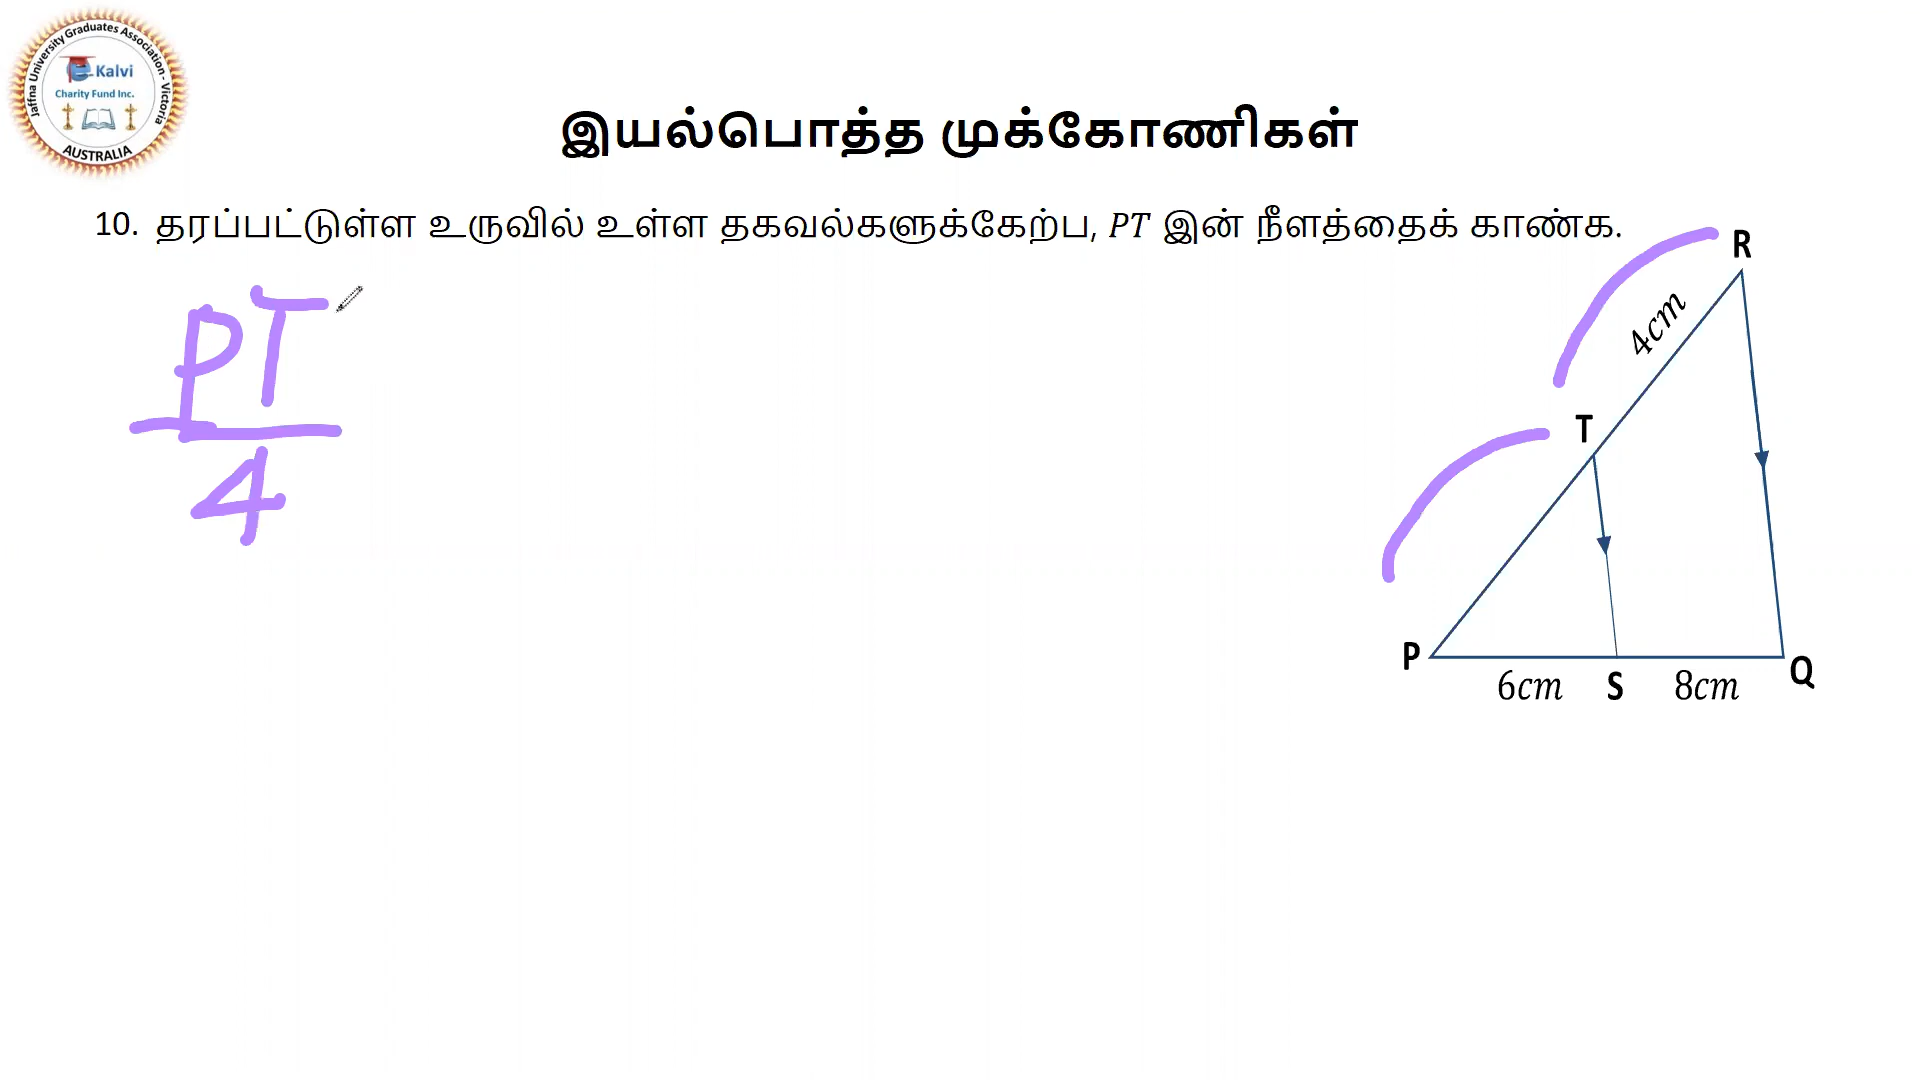 Jaffna University Graduates Association - Victoria
eKalvi
Charity Fund Inc.
AUSTRALIA
இயல்பொத்த முக்கோணிகள்
10. தரப்பட்டுள்ள உருவில் உள்ள தகவல்களுக்கேற்ப, PT இன் நீளத்தைக் காண்க.
PT
4
R
4cm
T
P
Q
6cm
S
8cm